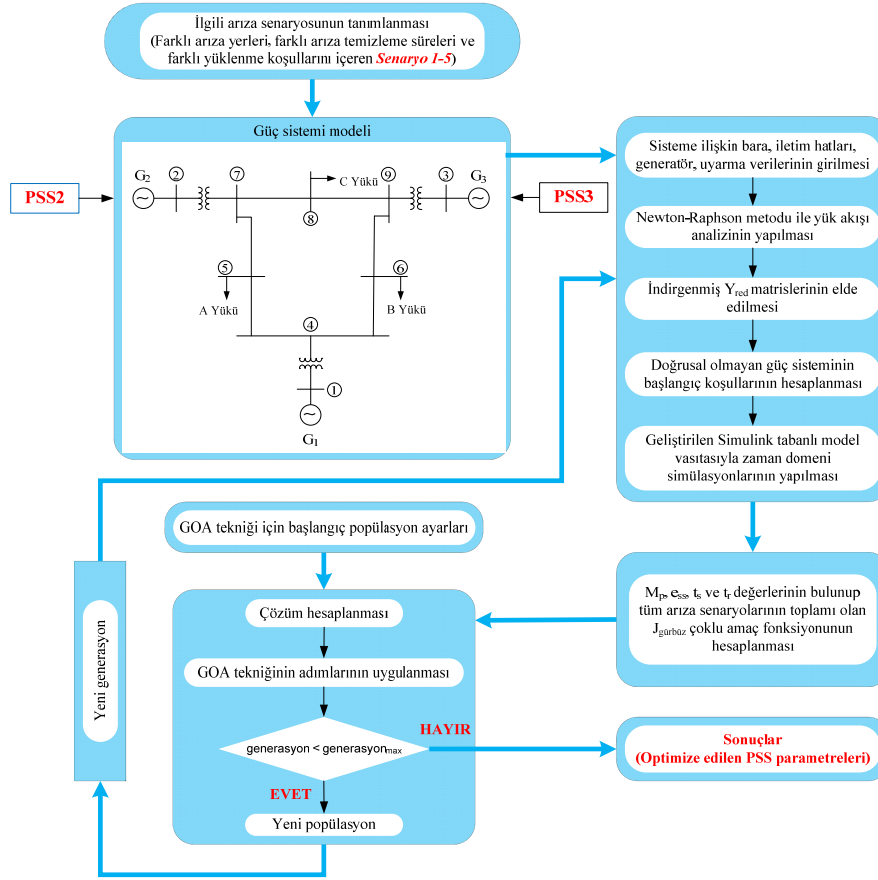 İlgili arıza senaryosunun tanımlanması
(Farklı arıza yerleri, farklı arıza temizleme süreleri ve
farklı yüklenme koşullarını içeren Senaryo 1-5)
Güç sistemi modeli
PSS2
G2
2
7
C Yükü
8
9
3
G3
PSS3
5
A Yükü
6
B Yükü
4
1
G1
Sisteme ilişkin bara, iletim hatları,
generatör, uyarma verilerinin girilmesi
Newton-Raphson metodu ile yük akışı
analizinin yapılması
İndirgenmiş Yred matrislerinin elde
edilmesi
Doğrusal olmayan güç sisteminin
başlangıç koşullarının hesaplanması
Geliştirilen Simulink tabanlı model
vasıtasıyla zaman domeni
simülasyonlarının yapılması
Mp, ess, ts ve tr değerlerinin bulunup
tüm arıza senaryolarının toplamı olan
Jgürbüz çoklu amaç fonksiyonunun
hesaplanması
GOA tekniği için başlangıç popülasyon ayarları
Çözüm hesaplanması
GOA tekniğinin adımlarının uygulanması
generasyon < generasyonmax
HAYIR
EVET
Yeni popülasyon
Yeni generasyon
Sonuçlar
(Optimize edilen PSS parametreleri)